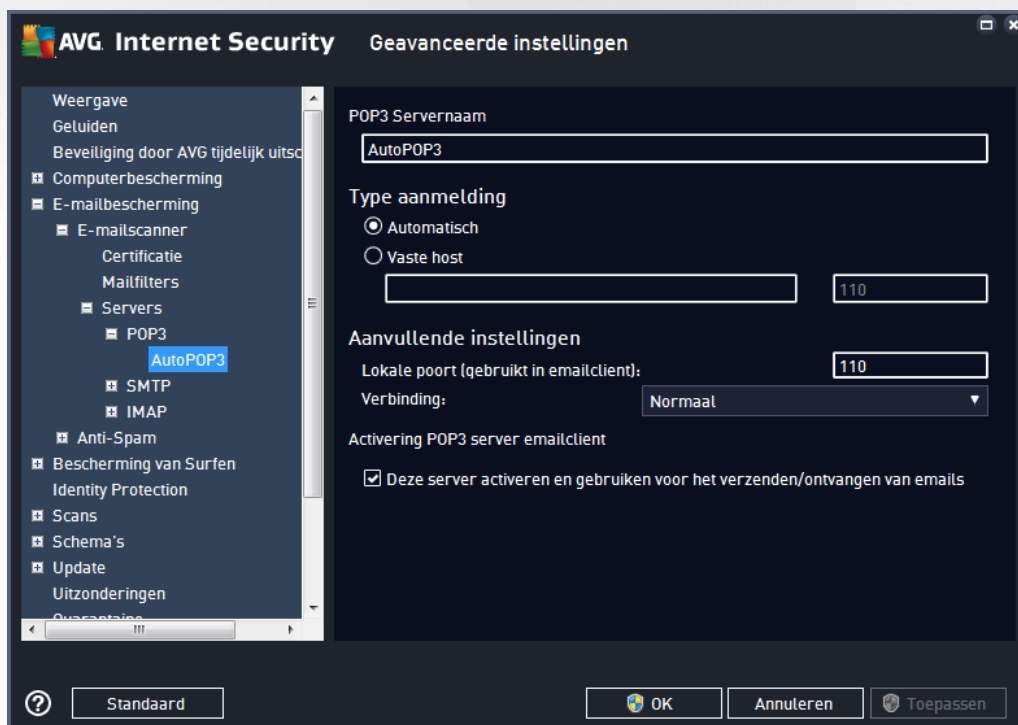 AVG. Internet Security Geavanceerde instellingen
Weergave
Geluiden
Beveiliging door AVG tijdelijk uitsc
Computerbescherming
E-mailbescherming
E-mailscanner
Certificatie
Mailfilters
Servers
POP3
AutoPOP3
SMTP
IMAP
Anti-Spam
Bescherming van Surfen
Identity Protection
Scans
Schema's
Update
Uitzonderingen
Quarantaine
POP3 Servernaam
AutoPOP3
Type aanmelding
Automatisch
Vaste host
110
Aanvullende instellingen
Lokale poort (gebruikt in emailclient): 110
Verbinding: Normaal
Activering POP3 server emailclient
Deze server activeren en gebruiken voor het verzenden/ontvangen van emails
? Standaard OK Annuleren Toepassen